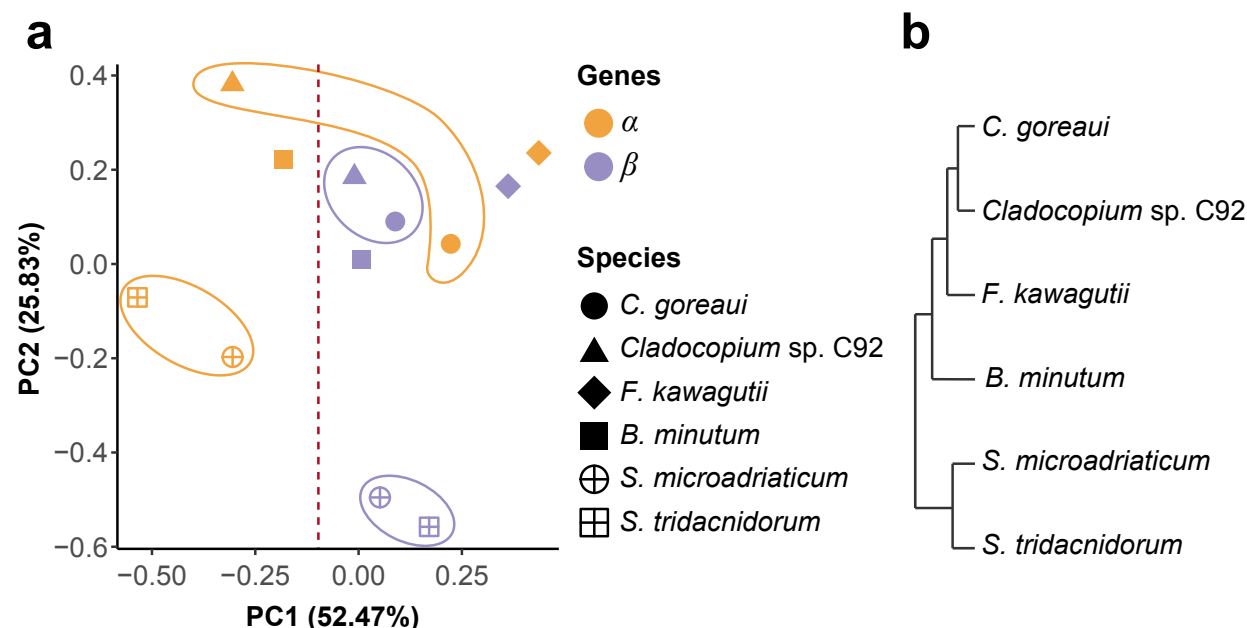 a
0.4
0.2
0.0
−0.2
−0.4
−0.6
PC2 (25.83%)
−0.50
−0.25
0.00
0.25
PC1 (52.47%)
Genes
α
β
Species
C. goreaui
Cladocopium sp. C92
F. kawagutii
B. minutum
S. microadriaticum
S. tridacnidorum
b
C. goreaui
Cladocopium sp. C92
F. kawagutii
B. minutum
S. microadriaticum
S. tridacnidorum